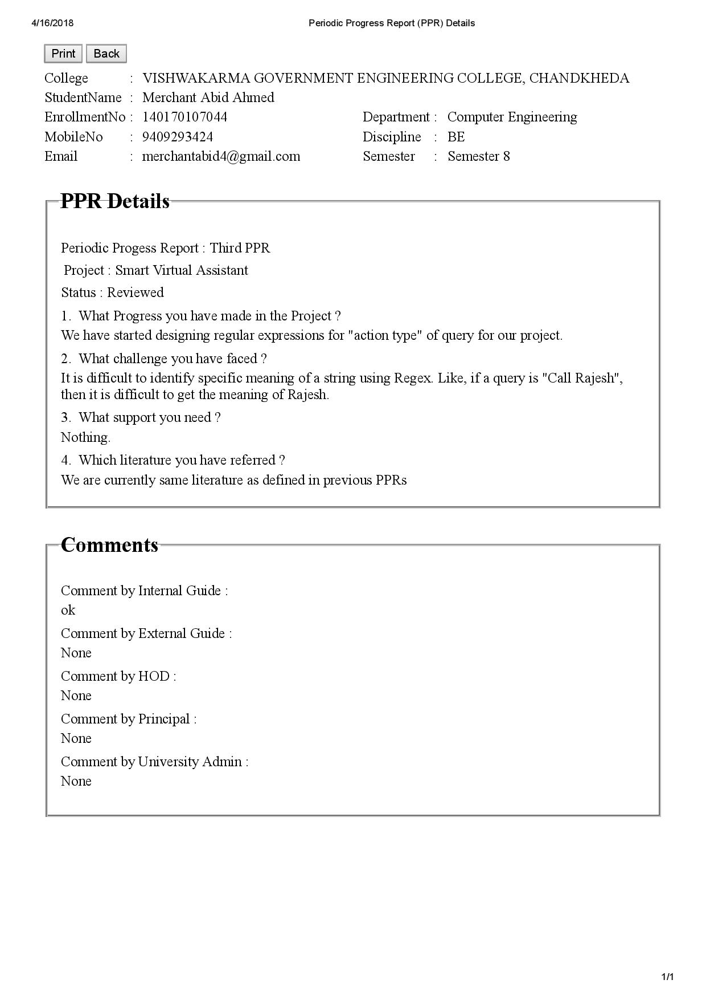 4/16/2018 Periodic Progress Report (PPR) Details
Print Back
College : VISHWAKARMA GOVERNMENT ENGINEERING COLLEGE, CHANDKHEDA
StudentName : Merchant Abid Ahmed
EnrollmentNo : 140170107044 Department : Computer Engineering
MobileNo : 9409293424 Discipline : BE
Email : merchantabid4@gmail.com Semester : Semester 8
PPR Details
Periodic Progess Report : Third PPR
Project : Smart Virtual Assistant
Status : Reviewed
1. What Progress you have made in the Project ?
We have started designing regular expressions for "action type" of query for our project.
2. What challenge you have faced ?
It is difficult to identify specific meaning of a string using Regex. Like, if a query is "Call Rajesh",
then it is difficult to get the meaning of Rajesh.
3. What support you need ?
Nothing.
4. Which literature you have referred ?
We are currently same literature as defined in previous PPRs
Comments
Comment by Internal Guide :
ok
Comment by External Guide :
None
Comment by HOD :
None
Comment by Principal :
None
Comment by University Admin :
None
1/1